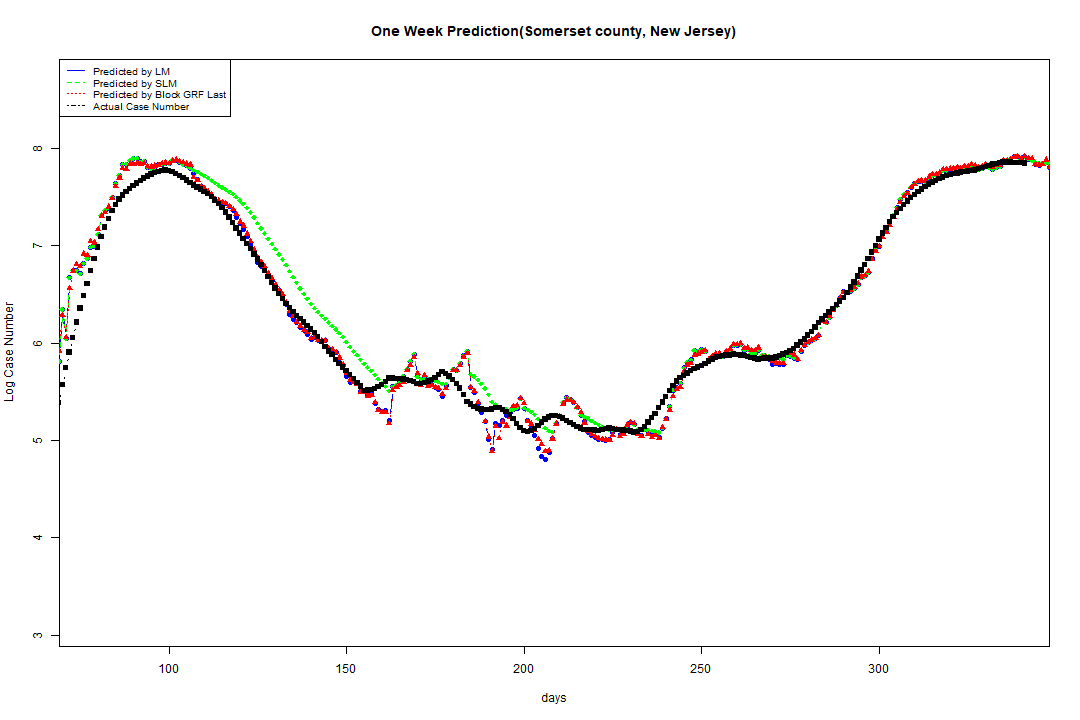 One Week Prediction(Somerset county, New Jersey)
Predicted by LM
Predicted by SLM
Predicted by Block GRF Last
Actual Case Number
8
7
6
5
4
3
Log Case Number
100 150 200 250 300
days